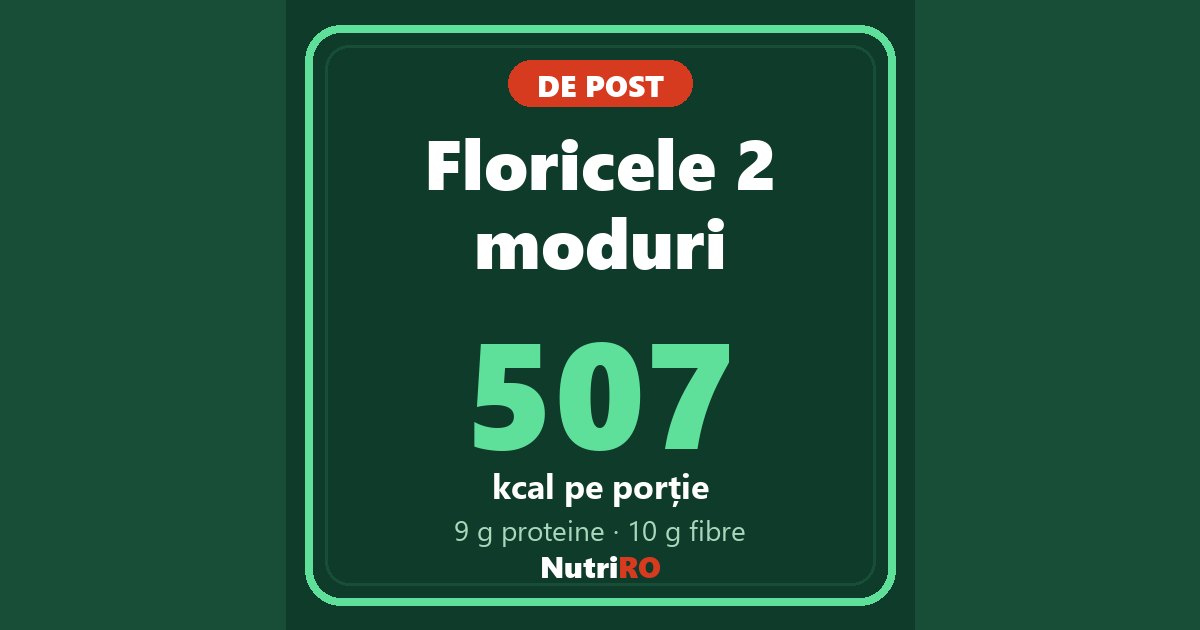 DE POST
Floricele 2
moduri
507
kcal pe porție
9 g proteine · 10 g fibre
NutriRO